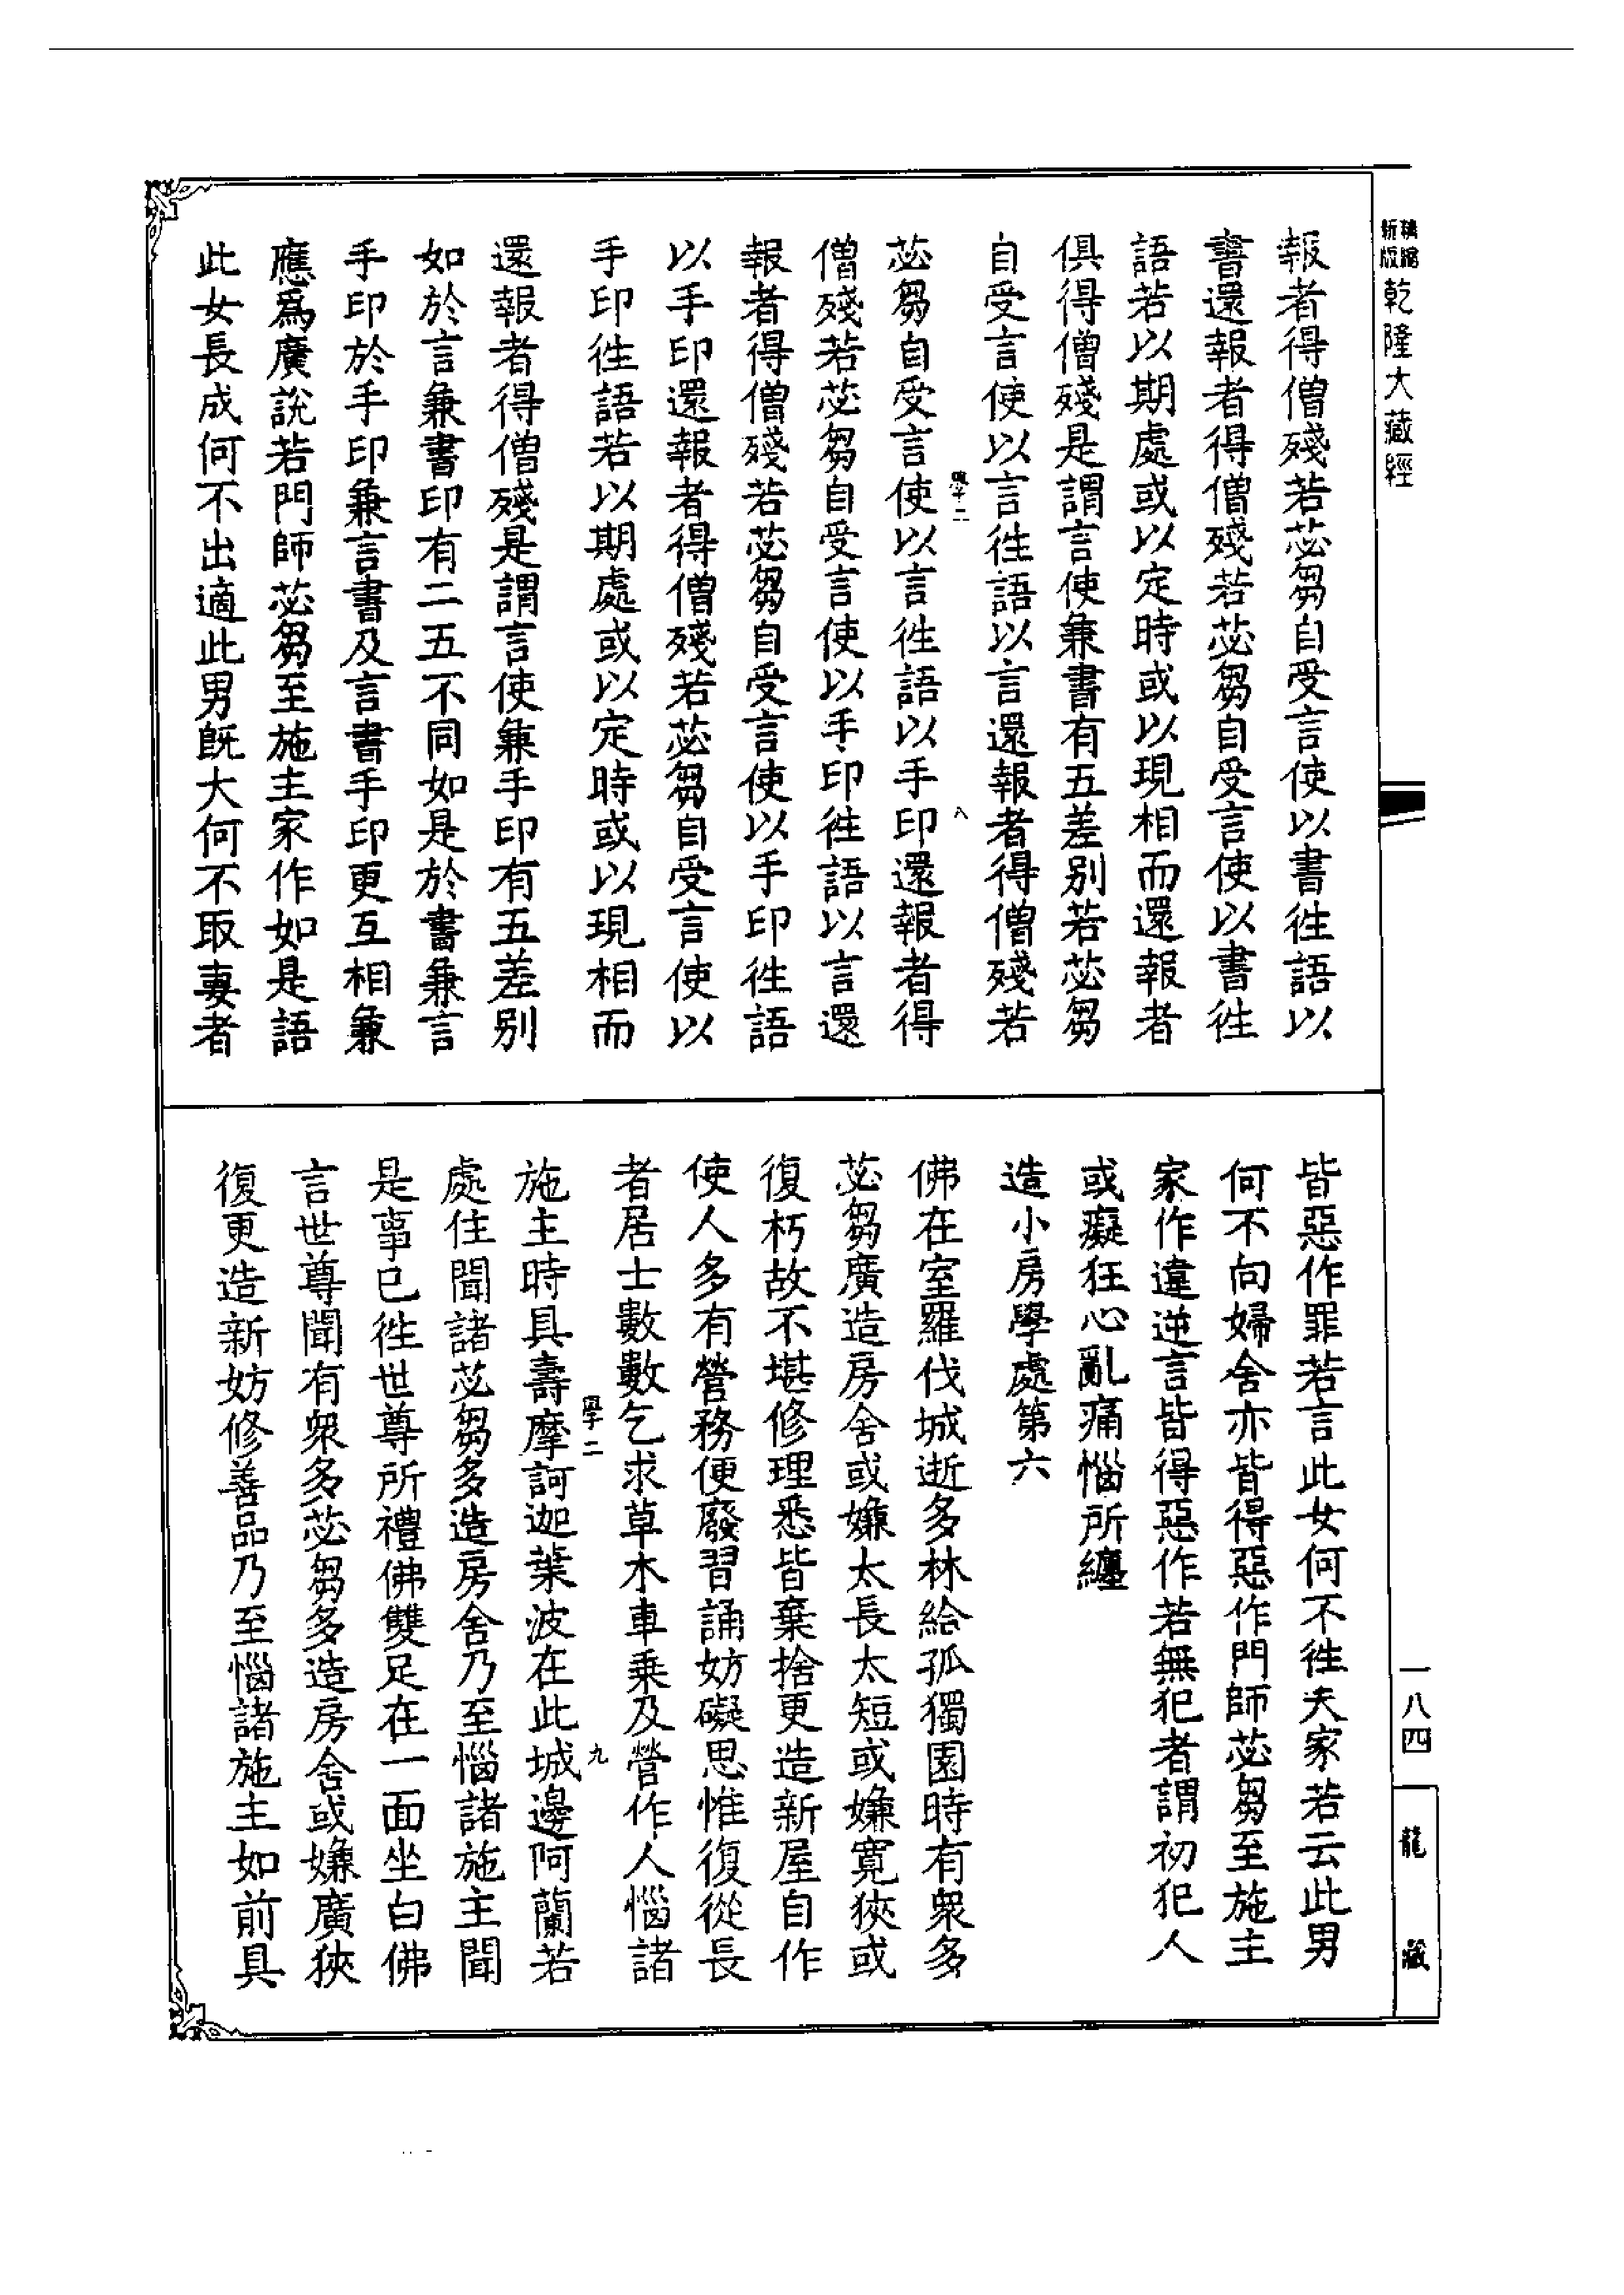 新編
縮版
乾隆大藏經
報者得僧殘若苾芻自受言使以書往語以
書還報者得僧殘若苾芻自受言使以書往
語若以期處或以定時或以現相而還報者
俱得僧殘是謂言使兼書有五差別若苾芻
自受言使以言往語以言還報者得僧殘若
學二
八
苾芻自受言使以言往語以手印還報者得
僧殘若苾芻自受言使以手印往語以言還
報者得僧殘若苾芻自受言使以手印往語
以手印還報者得僧殘若苾芻自受言使以
手印往語若以期處或以定時或以現相而
還報者得僧殘是謂言使兼手印有五差別
如於言兼書印有二五不同如是於書兼言
手印於手印兼言書及言書手印更互相兼
應爲廣說若門師苾芻至施主家作如是語
此女長成何不出適此男旣大何不取妻者
皆惡作罪若言此女何不往夫家若云此男
何不向婦舍亦皆得惡作門師苾芻至施主
家作違逆言皆得惡作若無犯者謂初犯人
或癡狂心亂痛惱所纏
造小房學處第六
佛在室羅伐城逝多林給孤獨園時有衆多
苾芻廣造房舍或嫌太長太短或嫌寬狹或
復朽故不堪修理悉皆棄捨更造新屋自作
使人多有營務便廢習誦妨礙思惟復從長
者居士數數乞求草木車乘及營作人惱諸
學二
九
施主時具壽摩訶迦葉波在此城邊阿蘭若
處住聞諸苾芻多造房舍乃至惱諸施主聞
是事已往世尊所禮佛雙足在一面坐白佛
言世尊聞有衆多苾芻多造房舍或嫌廣狹
復更造新妨修善品乃至惱諸施主如前具
一八四
龍藏